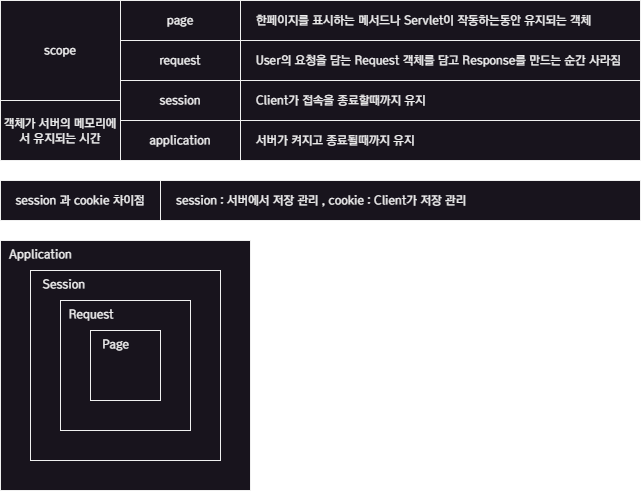 scope
객체가 서버의 메모리에
서 유지되는 시간
page
한페이지를 표시하는 메서드나 Servlet이 작동하는동안 유지되는 객체
request
User의 요청을 담는 Request 객체를 담고 Response를 만드는 순간 사라짐
session
Client가 접속을 종료할때까지 유지
application
서버가 켜지고 종료될때까지 유지
session 과 cookie 차이점
session : 서버에서 저장 관리 , cookie : Client가 저장 관리
Application
Session
Request
Page